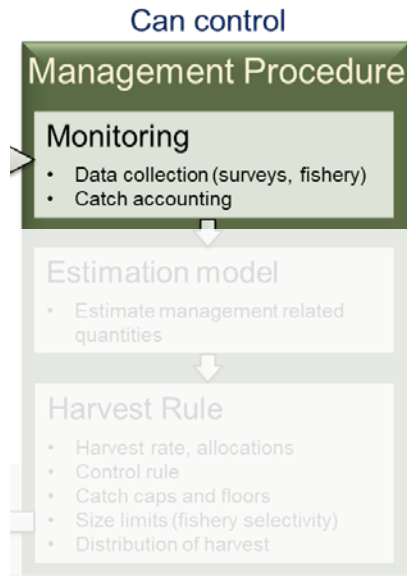 Can control
Management Procedure
Monitoring
• Data collection (surveys, fishery)
• Catch accounting
Estimation model
• Estimate management related
quantities
Harvest Rule
• Harvest rate, allocations
• Control rule
• Catch caps and floors
• Size limits (fishery selectivity)
• Distribution of harvest